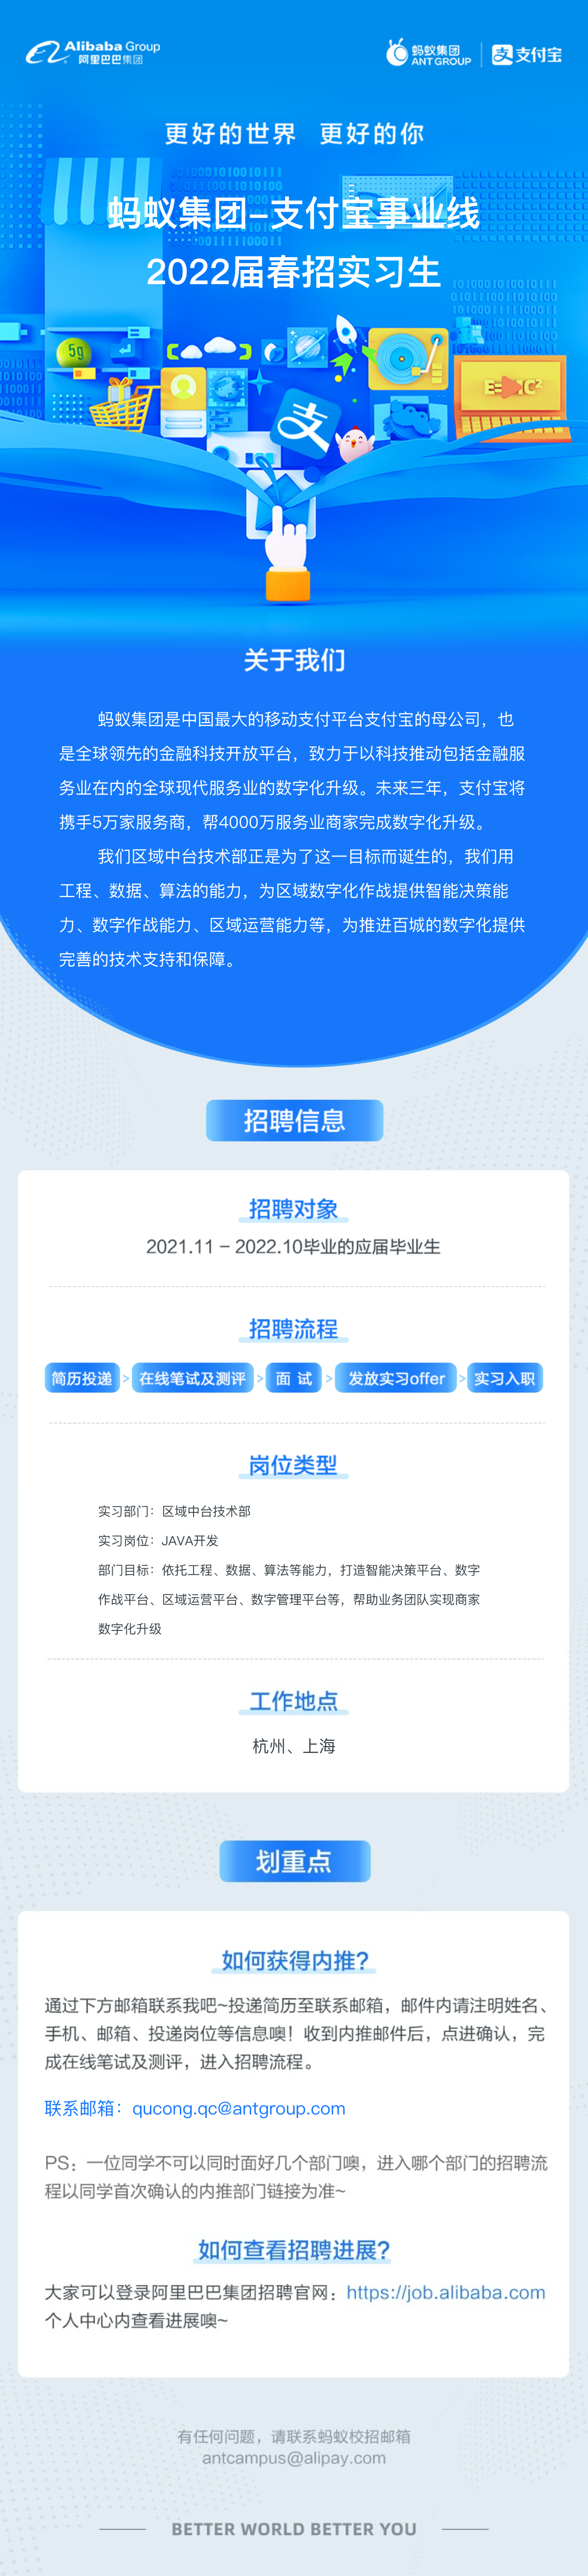 Alibaba Group
阿里巴巴集团
蚂蚁集团
ANT GROUP
支付宝
更好的世界 更好的你
蚂蚁集团-支付宝事业线
2022届春招实习生
5g
支
E=MC²
关于我们
蚂蚁集团是中国最大的移动支付平台支付宝的母公司，也
是全球领先的金融科技开放平台，致力于以科技推动包括金融服
务业在内的全球现代服务业的数字化升级。未来三年，支付宝将
携手5万家服务商，帮4000万服务业商家完成数字化升级。
我们区域中台技术部正是为了这一目标而诞生的，我们用
工程、数据、算法的能力，为区域数字化作战提供智能决策能
力、数字作战能力、区域运营能力等，为推进百城的数字化提供
完善的技术支持和保障。
招聘信息
招聘对象
2021.11 – 2022.10毕业的应届毕业生
招聘流程
简历投递 > 在线笔试及测评 > 面 试 > 发放实习offer > 实习入职
岗位类型
实习部门：区域中台技术部
实习岗位：JAVA开发
部门目标：依托工程、数据、算法等能力，打造智能决策平台、数字
作战平台、区域运营平台、数字管理平台等，帮助业务团队实现商家
数字化升级
工作地点
杭州、上海
划重点
如何获得内推?
通过下方邮箱联系我吧~投递简历至联系邮箱，邮件内请注明姓名、
手机、邮箱、投递岗位等信息噢！收到内推邮件后，点进确认，完
成在线笔试及测评，进入招聘流程。
联系邮箱：qucong.qc@antgroup.com
PS：一位同学不可以同时面好几个部门噢，进入哪个部门的招聘流
程以同学首次确认的内推部门链接为准~
如何查看招聘进展?
大家可以登录阿里巴巴集团招聘官网：https://job.alibaba.com
个人中心内查看进展噢~
有任何问题，请联系蚂蚁校招邮箱
antcampus@alipay.com
BETTER WORLD BETTER YOU